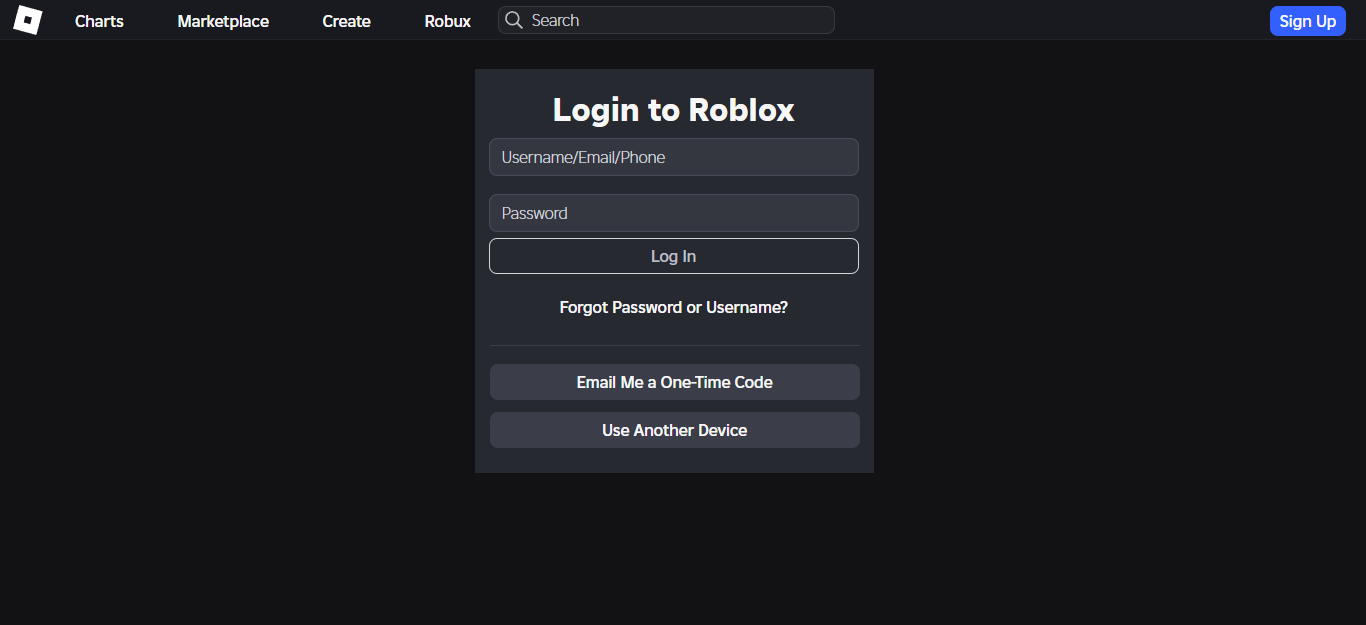 Charts Marketplace Create Robux Search Sign Up
Login to Roblox
Username/Email/Phone
Password
Log In
Forgot Password or Username?
Email Me a One-Time Code
Use Another Device